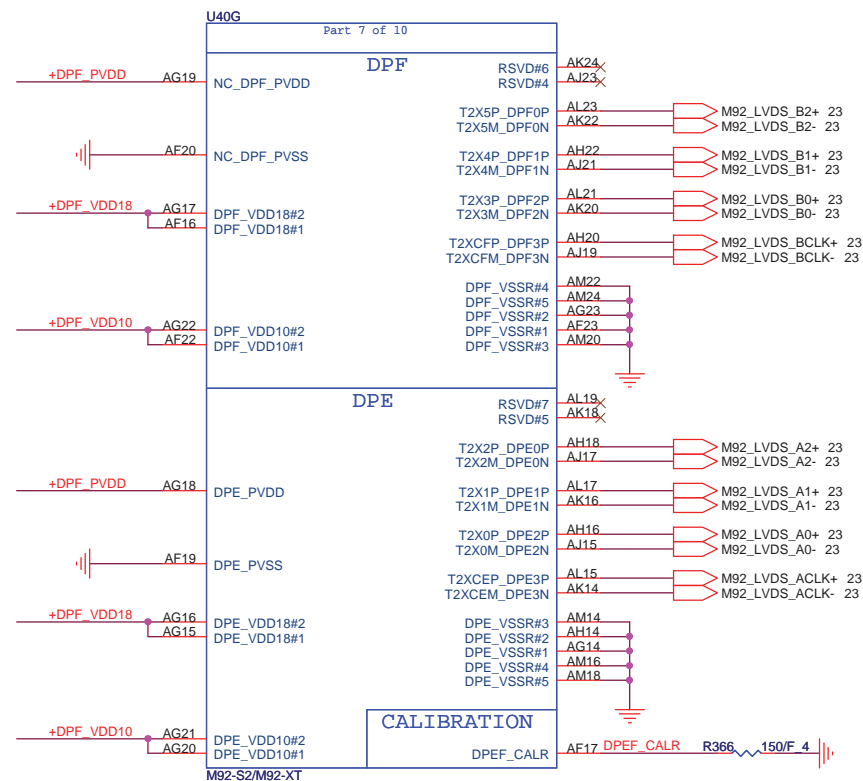 U40G
Part 7 of 10
DPF
RSVD#6 AK24
RSVD#4 AJ23
+DPF_PVDD AG19 NC_DPF_PVDD
T2X5P_DPF0P AL23 M92_LVDS_B2+ 23
T2X5M_DPF0N AK22 M92_LVDS_B2- 23
AF20 NC_DPF_PVSS
T2X4P_DPF1P AH22 M92_LVDS_B1+ 23
T2X4M_DPF1N AJ21 M92_LVDS_B1- 23
T2X3P_DPF2P AL21 M92_LVDS_B0+ 23
T2X3M_DPF2N AK20 M92_LVDS_B0- 23
+DPF_VDD18 AG17 DPF_VDD18#2
AF16 DPF_VDD18#1
T2XCFP_DPF3P AH20 M92_LVDS_BCLK+ 23
T2XCFM_DPF3N AJ19 M92_LVDS_BCLK- 23
DPF_VSSR#4 AM22
DPF_VSSR#5 AM24
DPF_VSSR#2 AG23
DPF_VSSR#1 AF23
DPF_VSSR#3 AM20
+DPF_VDD10 AG22 DPF_VDD10#2
AF22 DPF_VDD10#1
DPE
RSVD#7 AL19
RSVD#5 AK18
T2X2P_DPE0P AH18 M92_LVDS_A2+ 23
T2X2M_DPE0N AJ17 M92_LVDS_A2- 23
+DPF_PVDD AG18 DPE_PVDD
T2X1P_DPE1P AL17 M92_LVDS_A1+ 23
T2X1M_DPE1N AK16 M92_LVDS_A1- 23
T2X0P_DPE2P AH16 M92_LVDS_A0+ 23
T2X0M_DPE2N AJ15 M92_LVDS_A0- 23
AF19 DPE_PVSS
T2XCEP_DPE3P AL15 M92_LVDS_ACLK+ 23
T2XCEM_DPE3N AK14 M92_LVDS_ACLK- 23
+DPF_VDD18 AG16 DPE_VDD18#2
AG15 DPE_VDD18#1
DPE_VSSR#3 AM14
DPE_VSSR#2 AH14
DPE_VSSR#1 AG14
DPE_VSSR#4 AM16
DPE_VSSR#5 AM18
+DPF_VDD10 AG21 DPE_VDD10#2
AG20 DPE_VDD10#1
CALIBRATION
DPEF_CALR AF17 DPEF_CALR R366 150/F_4
M92-S2/M92-XT